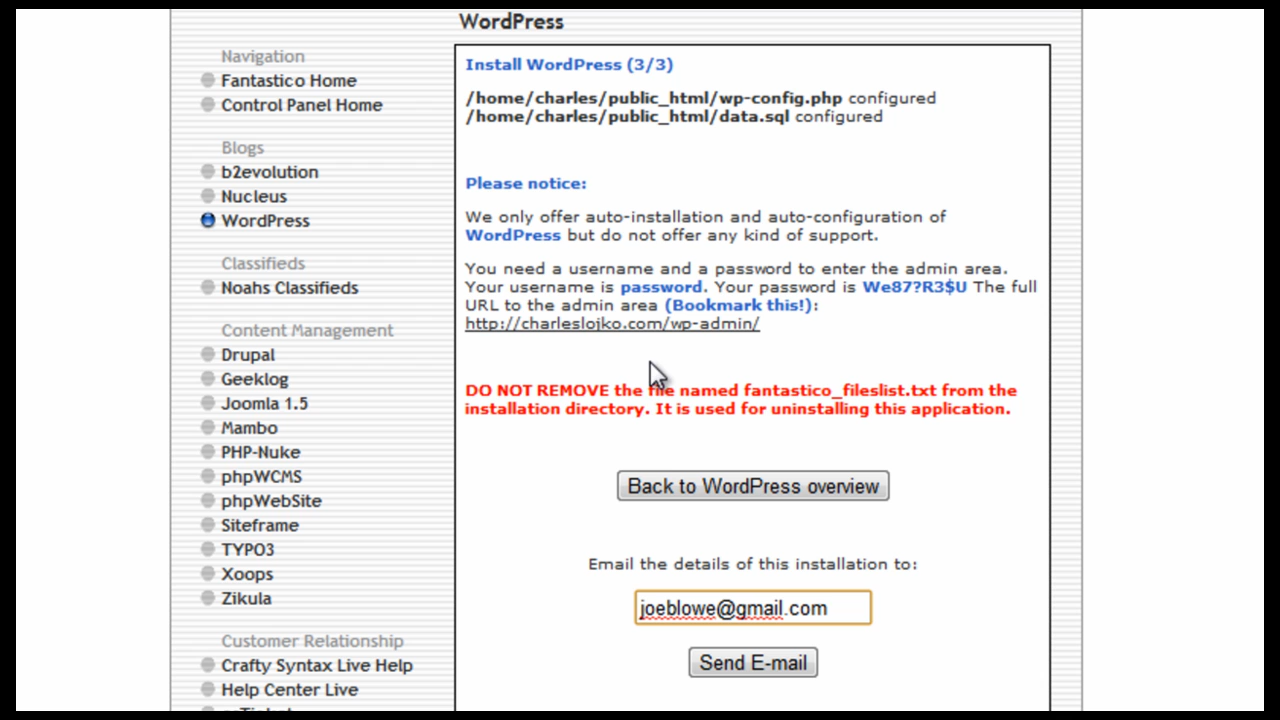 WordPress
Navigation
Fantastico Home
Control Panel Home
Blogs
b2evolution
Nucleus
WordPress
Classifieds
Noahs Classifieds
Content Management
Drupal
Geeklog
Joomla 1.5
Mambo
PHP-Nuke
phpWCMS
phpWebSite
Siteframe
TYPO3
Xoops
Zikula
Customer Relationship
Crafty Syntax Live Help
Help Center Live
Install WordPress (3/3)
/home/charles/public_html/wp-config.php configured
/home/charles/public_html/data.sql configured
Please notice:
We only offer auto-installation and auto-configuration of
WordPress but do not offer any kind of support.
You need a username and a password to enter the admin area.
Your username is password. Your password is We87?R3$U The full
URL to the admin area (Bookmark this!):
http://charleslojko.com/wp-admin/
DO NOT REMOVE the file named fantastico_fileslist.txt from the
installation directory. It is used for uninstalling this application.
Back to WordPress overview
Email the details of this installation to:
joeblowe@gmail.com
Send E-mail